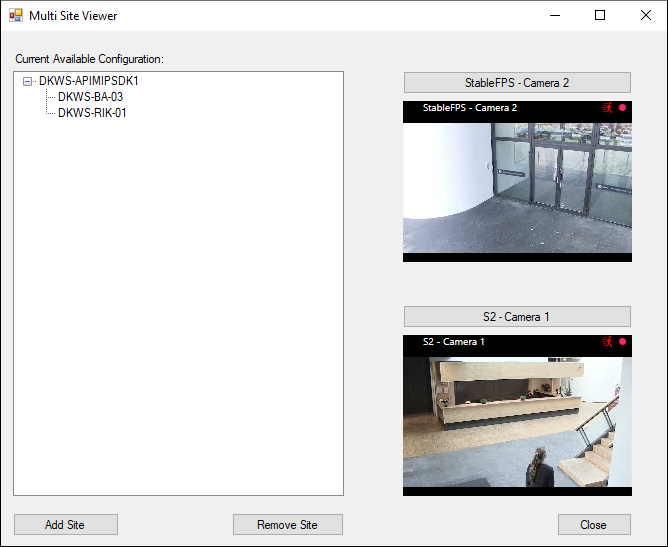 Multi Site Viewer
Current Available Configuration:
DKWS-APIMIPSDK1
DKWS-BA-03
DKWS-RIK-01
StableFPS - Camera 2
StableFPS - Camera 2
S2 - Camera 1
S2 - Camera 1
Add Site
Remove Site
Close